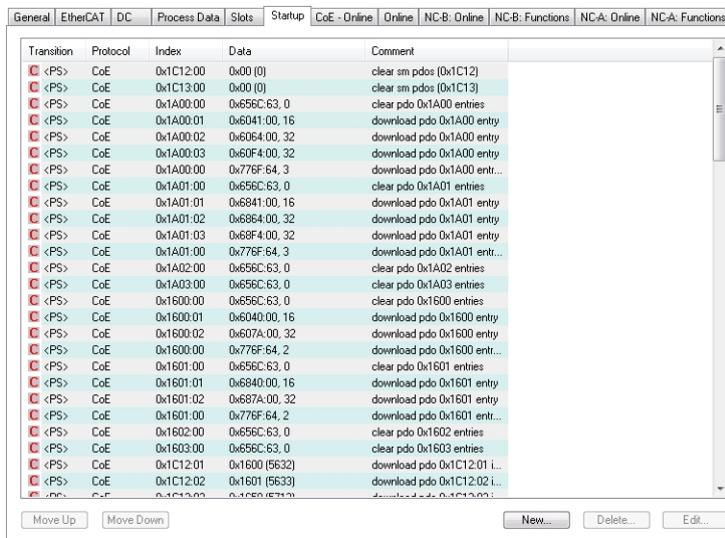 General EtherCAT DC Process Data Slots Startup CoE - Online Online NC-B: Online NC-B: Functions NC-A: Online NC-A: Functions
Transition Protocol Index Data Comment
C <PS> CoE 0x1C12:00 0x00 (0) clear sm pdos (0x1C12)
C <PS> CoE 0x1C13:00 0x00 (0) clear sm pdos (0x1C13)
C <PS> CoE 0x1A00:00 0x656C:63, 0 clear pdo 0x1A00 entries
C <PS> CoE 0x1A00:01 0x6041:00, 16 download pdo 0x1A00 entry
C <PS> CoE 0x1A00:02 0x6064:00, 32 download pdo 0x1A00 entry
C <PS> CoE 0x1A00:03 0x60F4:00, 32 download pdo 0x1A00 entry
C <PS> CoE 0x1A00:00 0x776F:64, 3 download pdo 0x1A00 entr...
C <PS> CoE 0x1A01:00 0x656C:63, 0 clear pdo 0x1A01 entries
C <PS> CoE 0x1A01:01 0x6841:00, 16 download pdo 0x1A01 entry
C <PS> CoE 0x1A01:02 0x6864:00, 32 download pdo 0x1A01 entry
C <PS> CoE 0x1A01:03 0x68F4:00, 32 download pdo 0x1A01 entry
C <PS> CoE 0x1A01:00 0x776F:64, 3 download pdo 0x1A01 entr...
C <PS> CoE 0x1A02:00 0x656C:63, 0 clear pdo 0x1A02 entries
C <PS> CoE 0x1A03:00 0x656C:63, 0 clear pdo 0x1A03 entries
C <PS> CoE 0x1600:00 0x656C:63, 0 clear pdo 0x1600 entries
C <PS> CoE 0x1600:01 0x6040:00, 16 download pdo 0x1600 entry
C <PS> CoE 0x1600:02 0x607A:00, 32 download pdo 0x1600 entry
C <PS> CoE 0x1600:00 0x776F:64, 2 download pdo 0x1600 entr...
C <PS> CoE 0x1601:00 0x656C:63, 0 clear pdo 0x1601 entries
C <PS> CoE 0x1601:01 0x6840:00, 16 download pdo 0x1601 entry
C <PS> CoE 0x1601:02 0x687A:00, 32 download pdo 0x1601 entry
C <PS> CoE 0x1601:00 0x776F:64, 2 download pdo 0x1601 entr...
C <PS> CoE 0x1602:00 0x656C:63, 0 clear pdo 0x1602 entries
C <PS> CoE 0x1603:00 0x656C:63, 0 clear pdo 0x1603 entries
C <PS> CoE 0x1C12:01 0x1600 (5632) download pdo 0x1C12:01 i...
C <PS> CoE 0x1C12:02 0x1601 (5633) download pdo 0x1C12:02 i...
Move Up Move Down New... Delete... Edit...